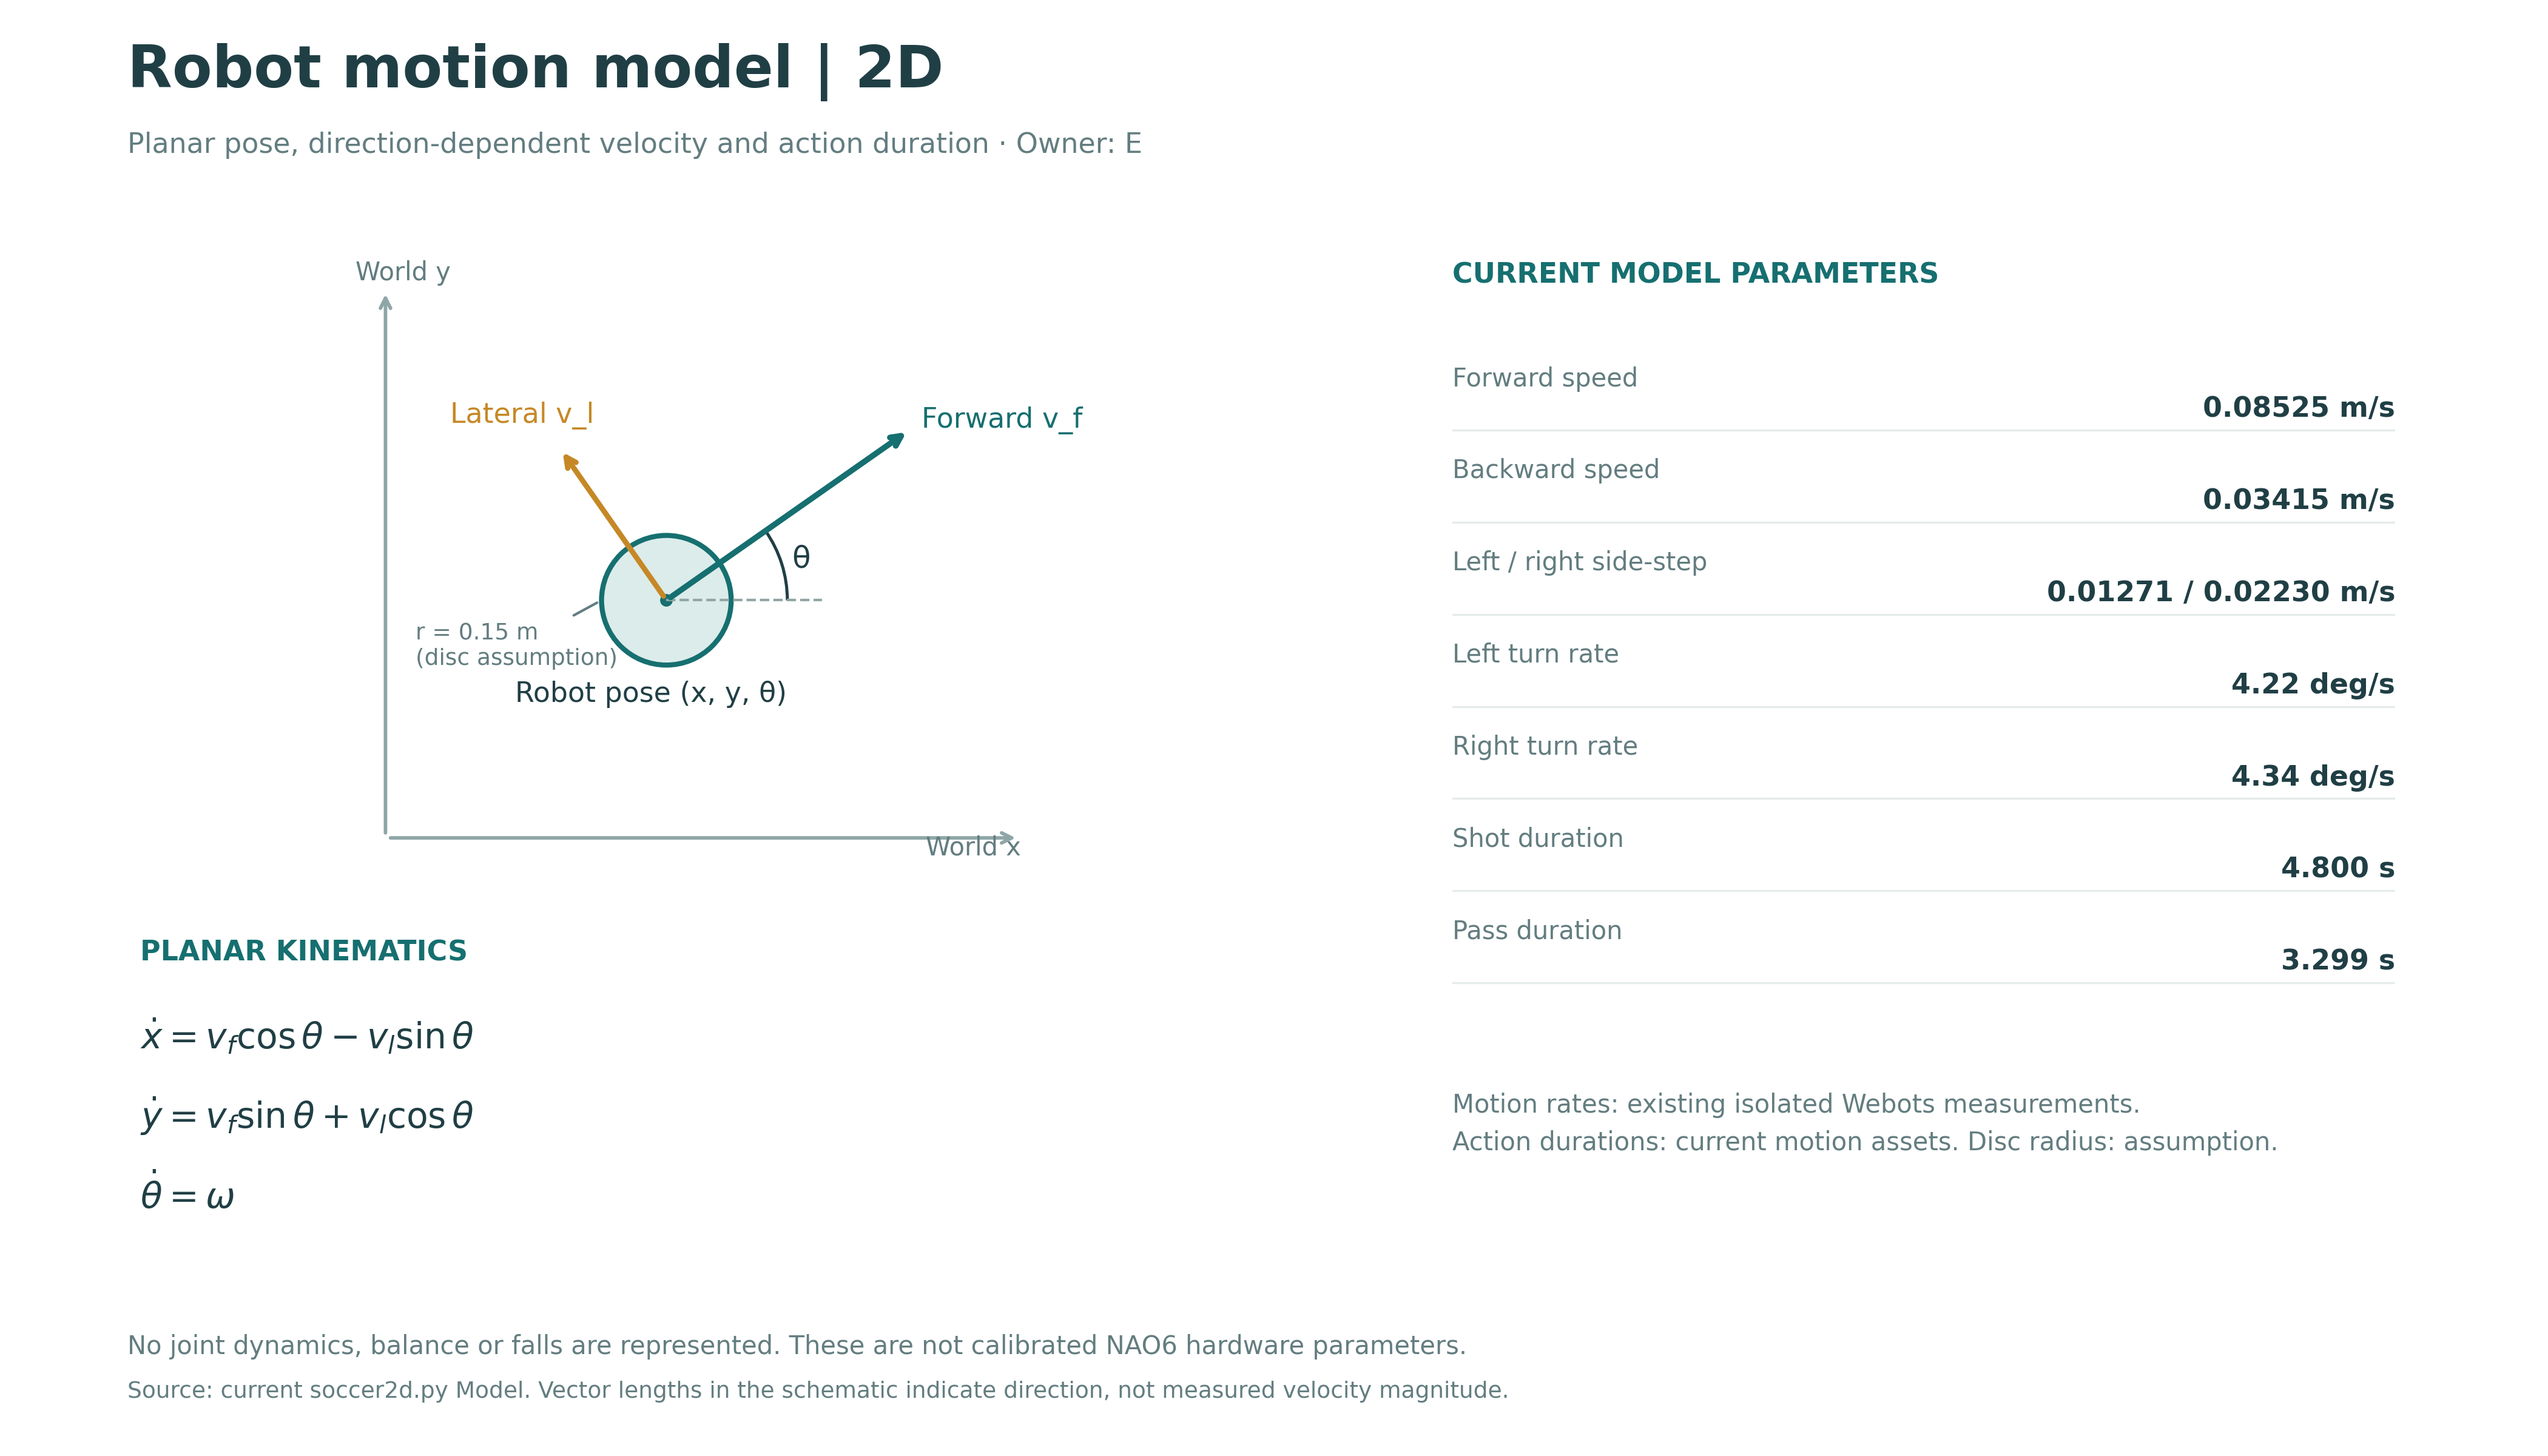 Robot motion model | 2D
Planar pose, direction-dependent velocity and action duration · Owner: E
World y
Lateral v_l
Forward v_f
θ
r = 0.15 m
(disc assumption)
Robot pose (x, y, θ)
World x
PLANAR KINEMATICS
ẋ = v_f cos θ − v_l sin θ
ẏ = v_f sin θ + v_l cos θ
θ̇ = ω
CURRENT MODEL PARAMETERS
Forward speed
0.08525 m/s
Backward speed
0.03415 m/s
Left / right side-step
0.01271 / 0.02230 m/s
Left turn rate
4.22 deg/s
Right turn rate
4.34 deg/s
Shot duration
4.800 s
Pass duration
3.299 s
Motion rates: existing isolated Webots measurements.
Action durations: current motion assets. Disc radius: assumption.
No joint dynamics, balance or falls are represented. These are not calibrated NAO6 hardware parameters.
Source: current soccer2d.py Model. Vector lengths in the schematic indicate direction, not measured velocity magnitude.